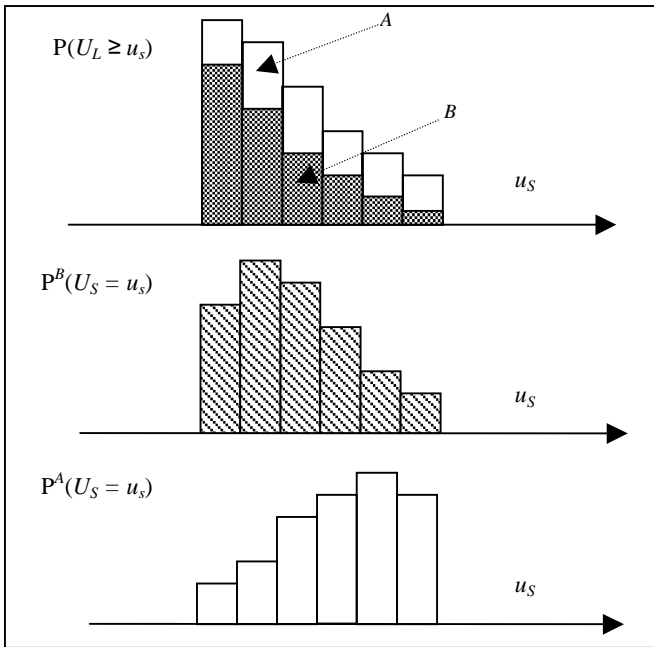 P(U_L ≥ u_s)
A
B
u_S
P^B(U_S = u_s)
u_S
P^A(U_S = u_s)
u_S